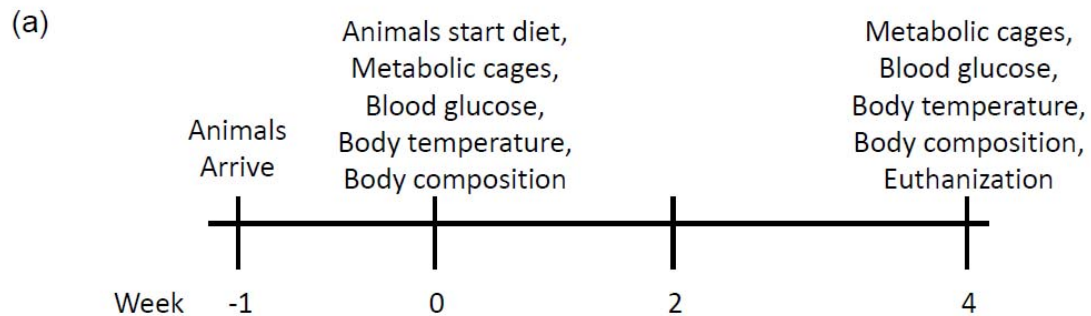 (a)
Animals
Arrive
Animals start diet,
Metabolic cages,
Blood glucose,
Body temperature,
Body composition
Metabolic cages,
Blood glucose,
Body temperature,
Body composition,
Euthanization
Week -1 0 2 4